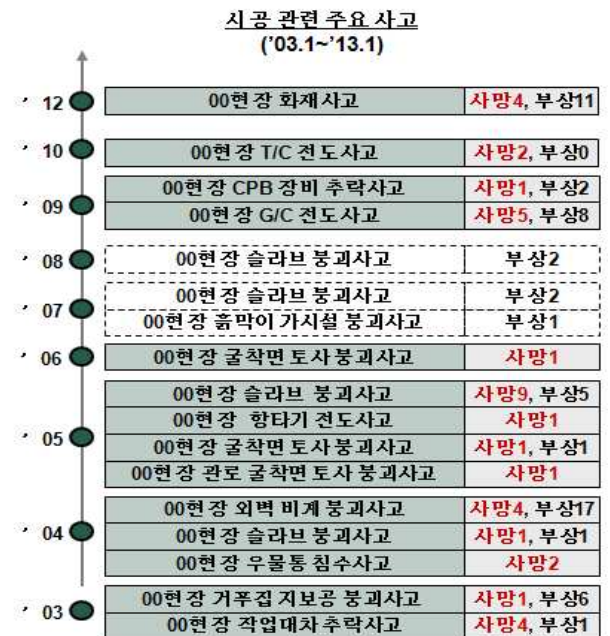 시공 관련 주요 사고
('03.1~'13.1)
' 12 00현장 화재사고 사망4, 부상11
' 10 00현장 T/C 전도사고 사망2, 부상0
00현장 CPB 장비 추락사고 사망1, 부상2
' 09
00현장 G/C 전도사고 사망5, 부상8
' 08 00현장 슬라브 붕괴사고 부상2
00현장 슬라브 붕괴사고 부상2
' 07
00현장 흙막이 가시설 붕괴사고 부상1
' 06 00현장 굴착면 토사 붕괴사고 사망1
00현장 슬라브 붕괴사고 사망9, 부상5
00현장 항타기 전도사고 사망1
' 05
00현장 굴착면 토사 붕괴사고 사망1, 부상1
00현장 관로 굴착면 토사 붕괴사고 사망1
00현장 외벽 비계 붕괴사고 사망4, 부상17
' 04 00현장 슬라브 붕괴사고 사망1, 부상1
00현장 우물통 침수사고 사망2
00현장 거푸집 지보공 붕괴사고 사망1, 부상6
' 03
00현장 작업대차 추락사고 사망4, 부상1